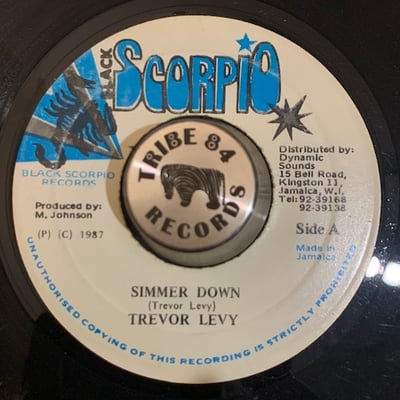 BLACK
SCORPIO
BLACK SCORPIO
RECORDS
Produced by:
M. Johnson
(P) (C) 1987
TRIBE 84
RECORDS
Distributed by:
Dynamic
Sounds
15 Bell Road,
Kingston 11,
Jamaica, W.I.
Tel: 92-39168
92-39138
Side A
Made in
Jamaica
SIMMER DOWN
(Trevor Levy)
TREVOR LEVY
UNAUTHORISED COPYING OF THIS RECORDING IS STRICTLY PROHIBITED